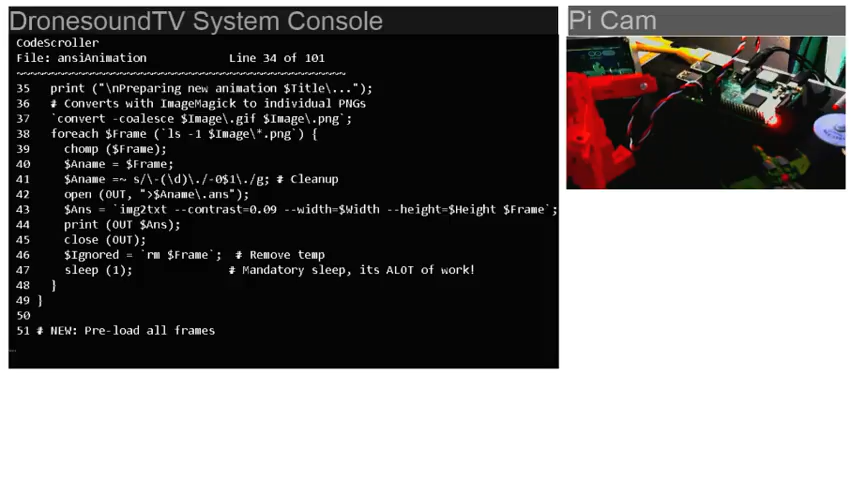 DronesoundTV System Console
Pi Cam
CodeScroller
File: ansiAnimation Line 34 of 101
~~~~~~~~~~~~~~~~~~~~~~~~~~~~~~~~~~~~~~~~~~~~~~~~
35 print ("\nPreparing new animation $Title\...");
36 # Converts with ImageMagick to individual PNGs
37 `convert -coalesce $Image\.gif $Image\.png`;
38 foreach $Frame (`ls -1 $Image\*.png`) {
39 chomp ($Frame);
40 $Aname = $Frame;
41 $Aname =~ s/\-(\d)\./-0$1\./g; # Cleanup
42 open (OUT, ">$Aname\.ans");
43 $Ans = `img2txt --contrast=0.09 --width=$Width --height=$Height $Frame`;
44 print (OUT $Ans);
45 close (OUT);
46 $Ignored = `rm $Frame`; # Remove temp
47 sleep (1); # Mandatory sleep, its ALOT of work!
48 }
49 }
50
51 # NEW: Pre-load all frames